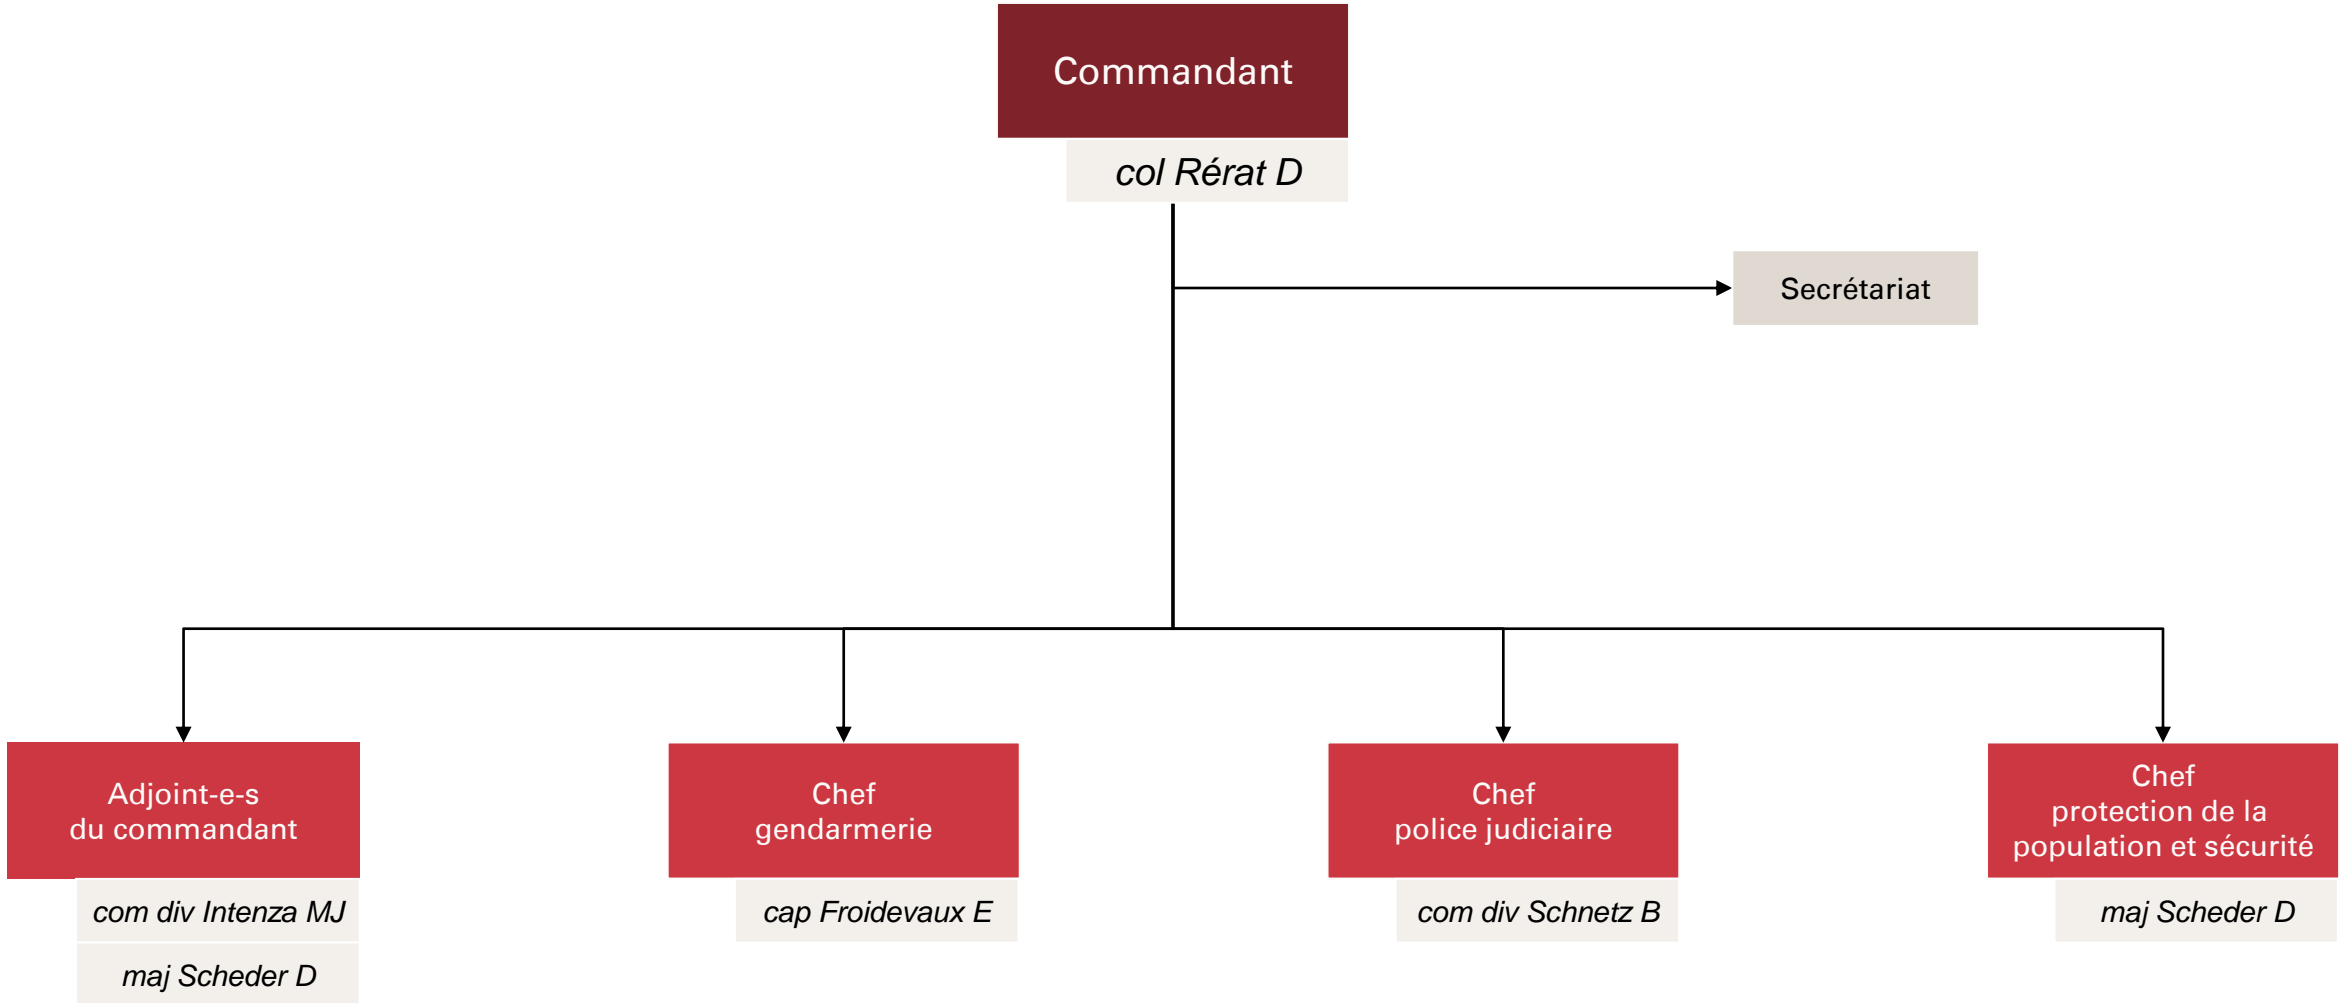 Commandant
col Rérat D
Secrétariat
Adjoint-e-s
du commandant
com div Intenza MJ
maj Scheder D
Chef
gendarmerie
cap Froidevaux E
Chef
police judiciaire
com div Schnetz B
Chef
protection de la
population et sécurité
maj Scheder D